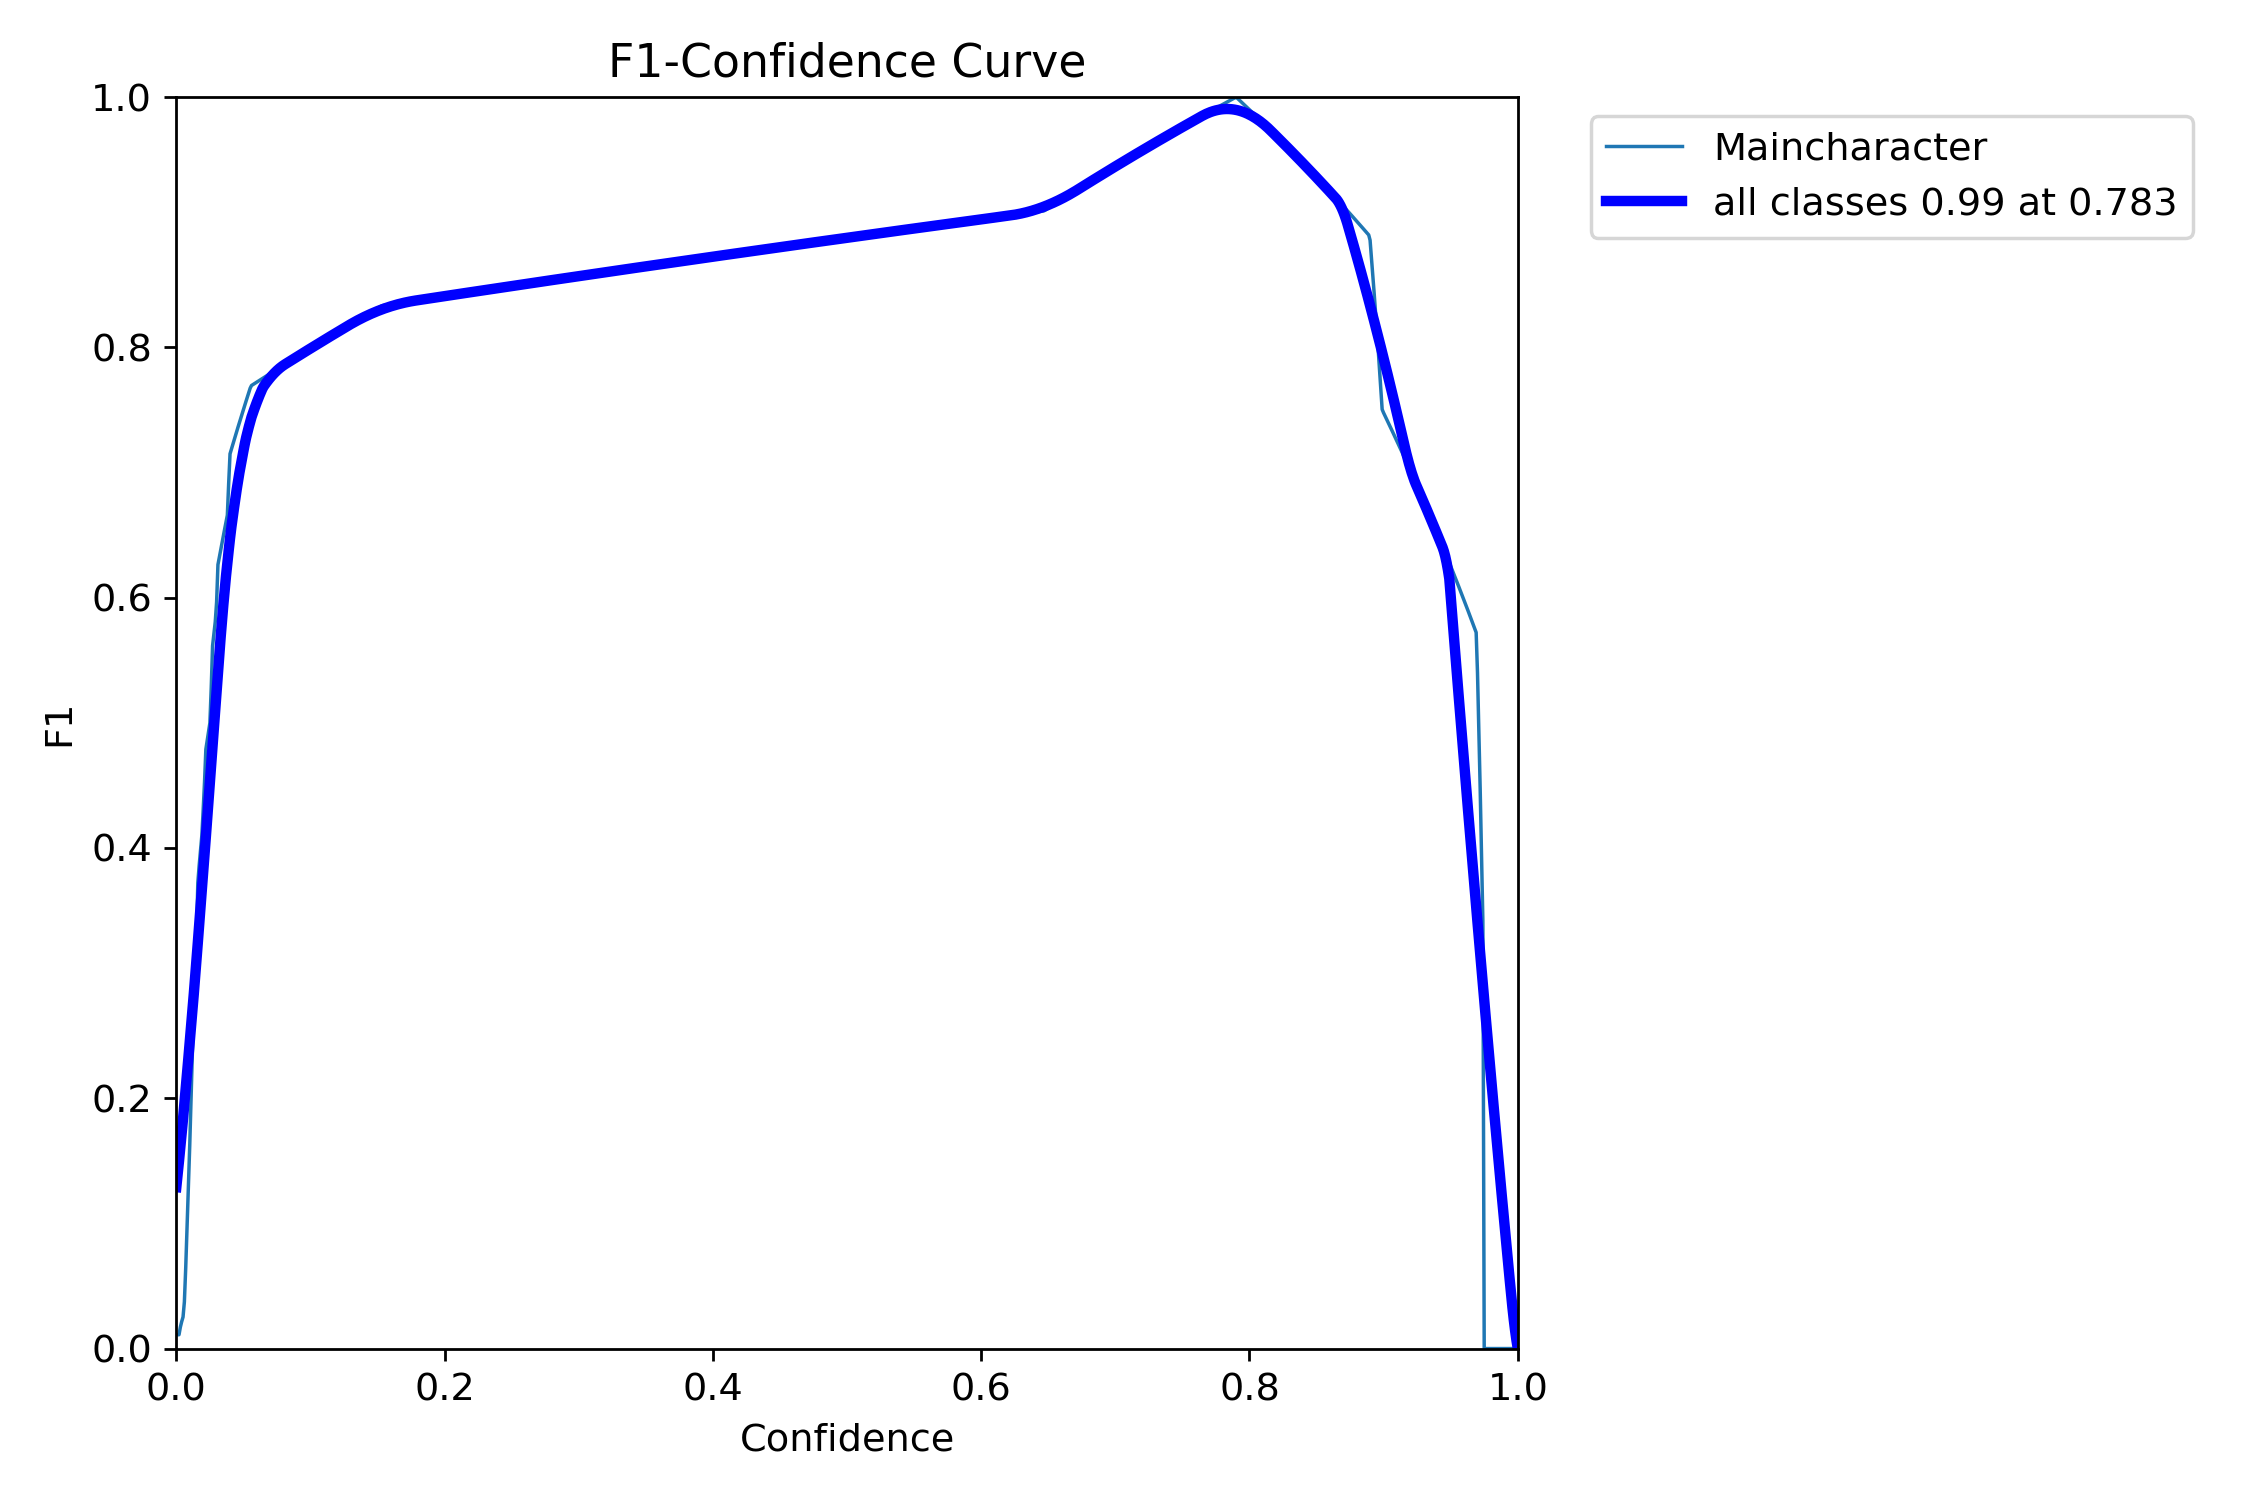 F1-Confidence Curve
Maincharacter
all classes 0.99 at 0.783
F1
1.0
0.8
0.6
0.4
0.2
0.0
0.0 0.2 0.4 0.6 0.8 1.0
Confidence